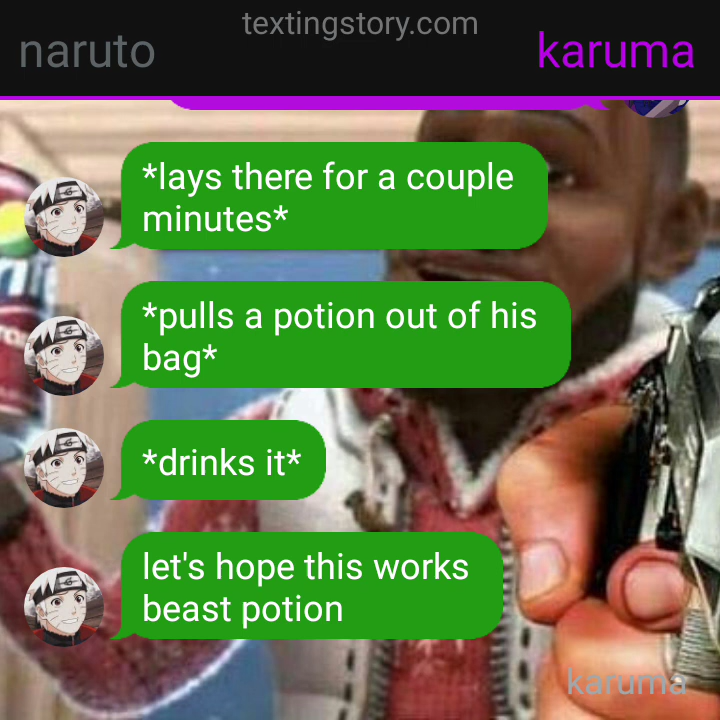 textingstory.com
naruto
karuma
*lays there for a couple
minutes*
*pulls a potion out of his
bag*
*drinks it*
let's hope this works
beast potion
karuma